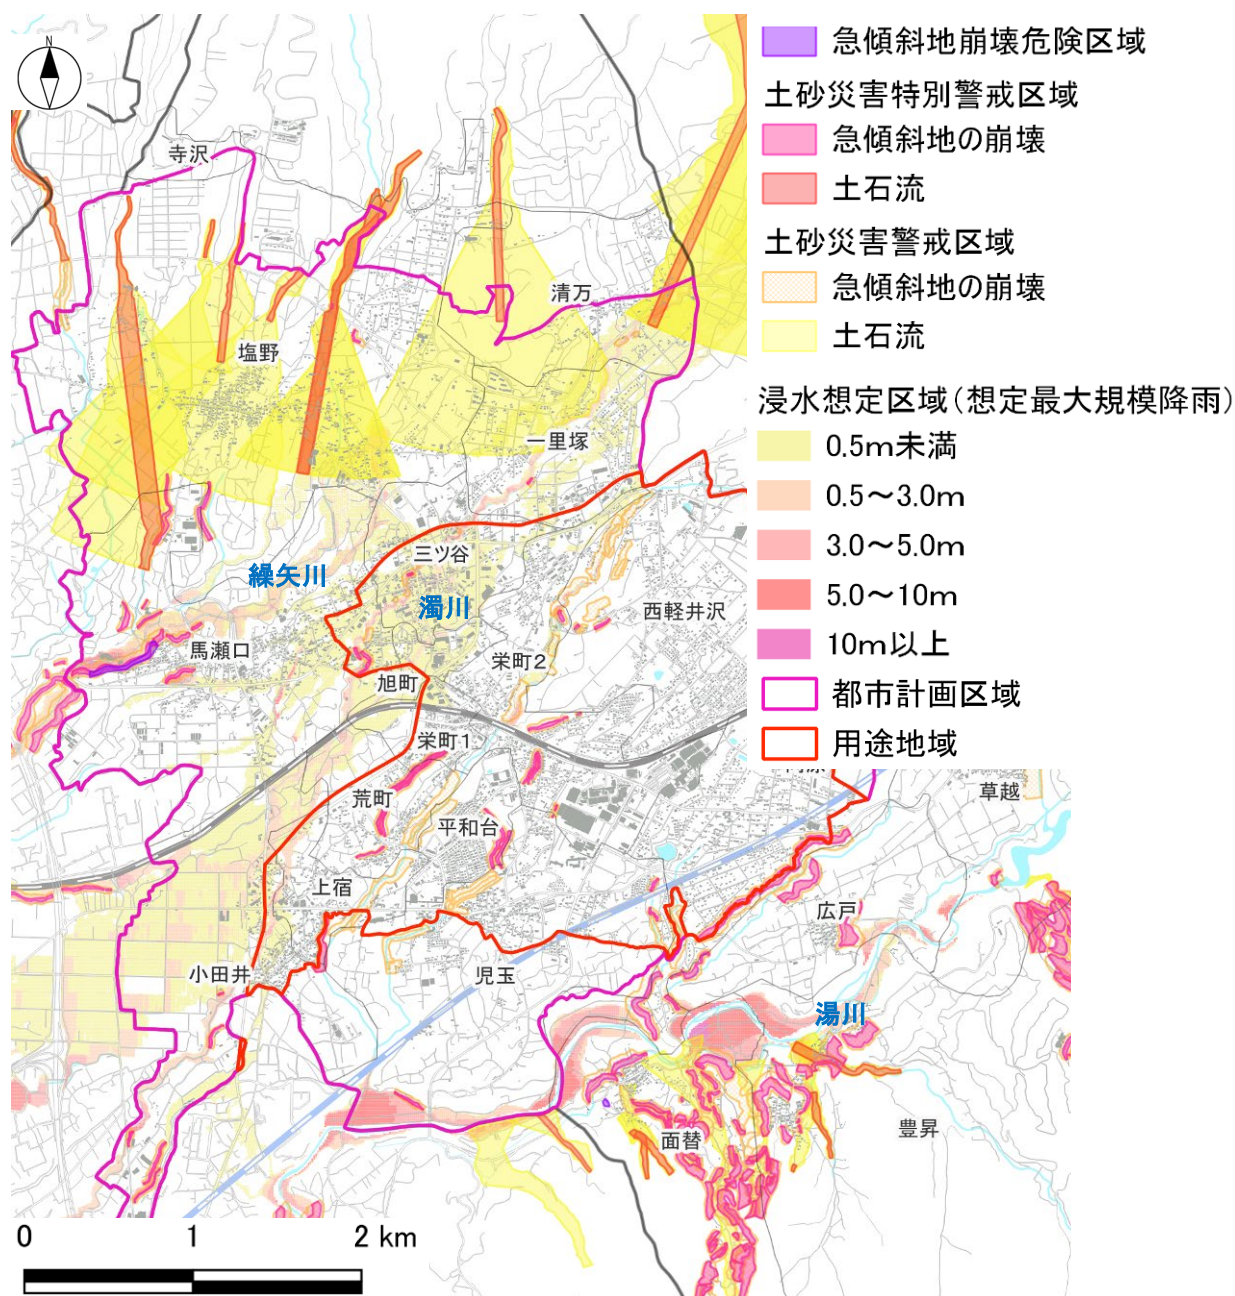 N
急傾斜地崩壊危険区域
土砂災害特別警戒区域
急傾斜地の崩壊
土石流
土砂災害警戒区域
急傾斜地の崩壊
土石流
浸水想定区域(想定最大規模降雨)
0.5m未満
0.5～3.0m
3.0～5.0m
5.0～10m
10m以上
都市計画区域
用途地域
寺沢
清万
塩野
一里塚
三ツ谷
繰矢川
濁川
西軽井沢
馬瀬口
栄町2
旭町
栄町1
荒町
草越
平和台
上宿
広戸
小田井
児玉
湯川
面替
豊昇
0 1 2 km